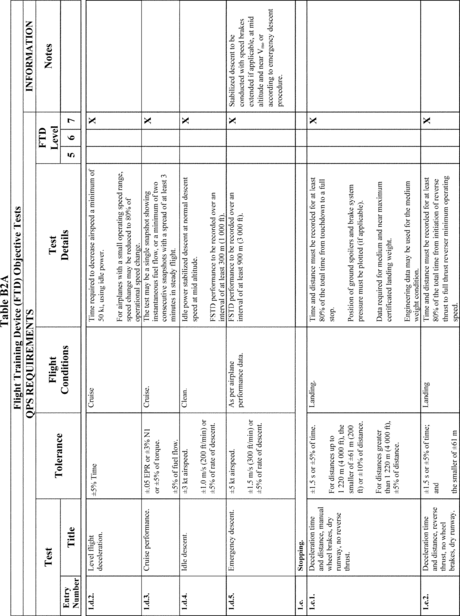 Table B2A
Flight Training Device (FTD) Objective Tests
QPS REQUIREMENTS
INFORMATION
Test
Tolerance
Flight
Conditions
Test
Details
FTD
Level
Notes
Entry
Number
Title
5 6 7
1.d.2.
Level flight
deceleration.
±5% Time
Cruise
Time required to decrease airspeed a minimum of
50 kt, using idle power.
For airplanes with a small operating speed range,
speed change may be reduced to 80% of
operational speed change.
X
1.d.3.
Cruise performance.
±.05 EPR or ±3% N1
or ±5% of torque.
±5% of fuel flow.
Cruise.
The test may be a single snapshot showing
instantaneous fuel flow, or a minimum of two
consecutive snapshots with a spread of at least 3
minutes in steady flight.
X
1.d.4.
Idle descent.
±3 kt airspeed.
±1.0 m/s (200 ft/min) or
±5% of rate of descent.
Clean.
Idle power stabilized descent at normal descent
speed at mid altitude.
FSTD performance to be recorded over an
interval of at least 300 m (1 000 ft).
X
1.d.5.
Emergency descent.
±5 kt airspeed.
±1.5 m/s (300 ft/min) or
±5% of rate of descent.
As per airplane
performance data.
FSTD performance to be recorded over an
interval of at least 900 m (3 000 ft).
X
Stabilized descent to be
conducted with speed brakes
extended if applicable, at mid
altitude and near Vmo or
according to emergency descent
procedure.
1.e.
Stopping.
1.e.1.
Deceleration time
and distance, manual
wheel brakes, dry
runway, no reverse
thrust.
±1.5 s or ±5% of time.
For distances up to
1 220 m (4 000 ft), the
smaller of ±61 m (200
ft) or ±10% of distance.
For distances greater
than 1 220 m (4 000 ft),
±5% of distance.
Landing.
Time and distance must be recorded for at least
80% of the total time from touchdown to a full
stop.
Position of ground spoilers and brake system
pressure must be plotted (if applicable).
Data required for medium and near maximum
certificated landing weight.
Engineering data may be used for the medium
weight condition.
X
1.e.2.
Deceleration time
and distance, reverse
thrust, no wheel
brakes, dry runway.
±1.5 s or ±5% of time;
and
the smaller of ±61 m
Landing
Time and distance must be recorded for at least
80% of the total time from initiation of reverse
thrust to full thrust reverser minimum operating
speed.
X